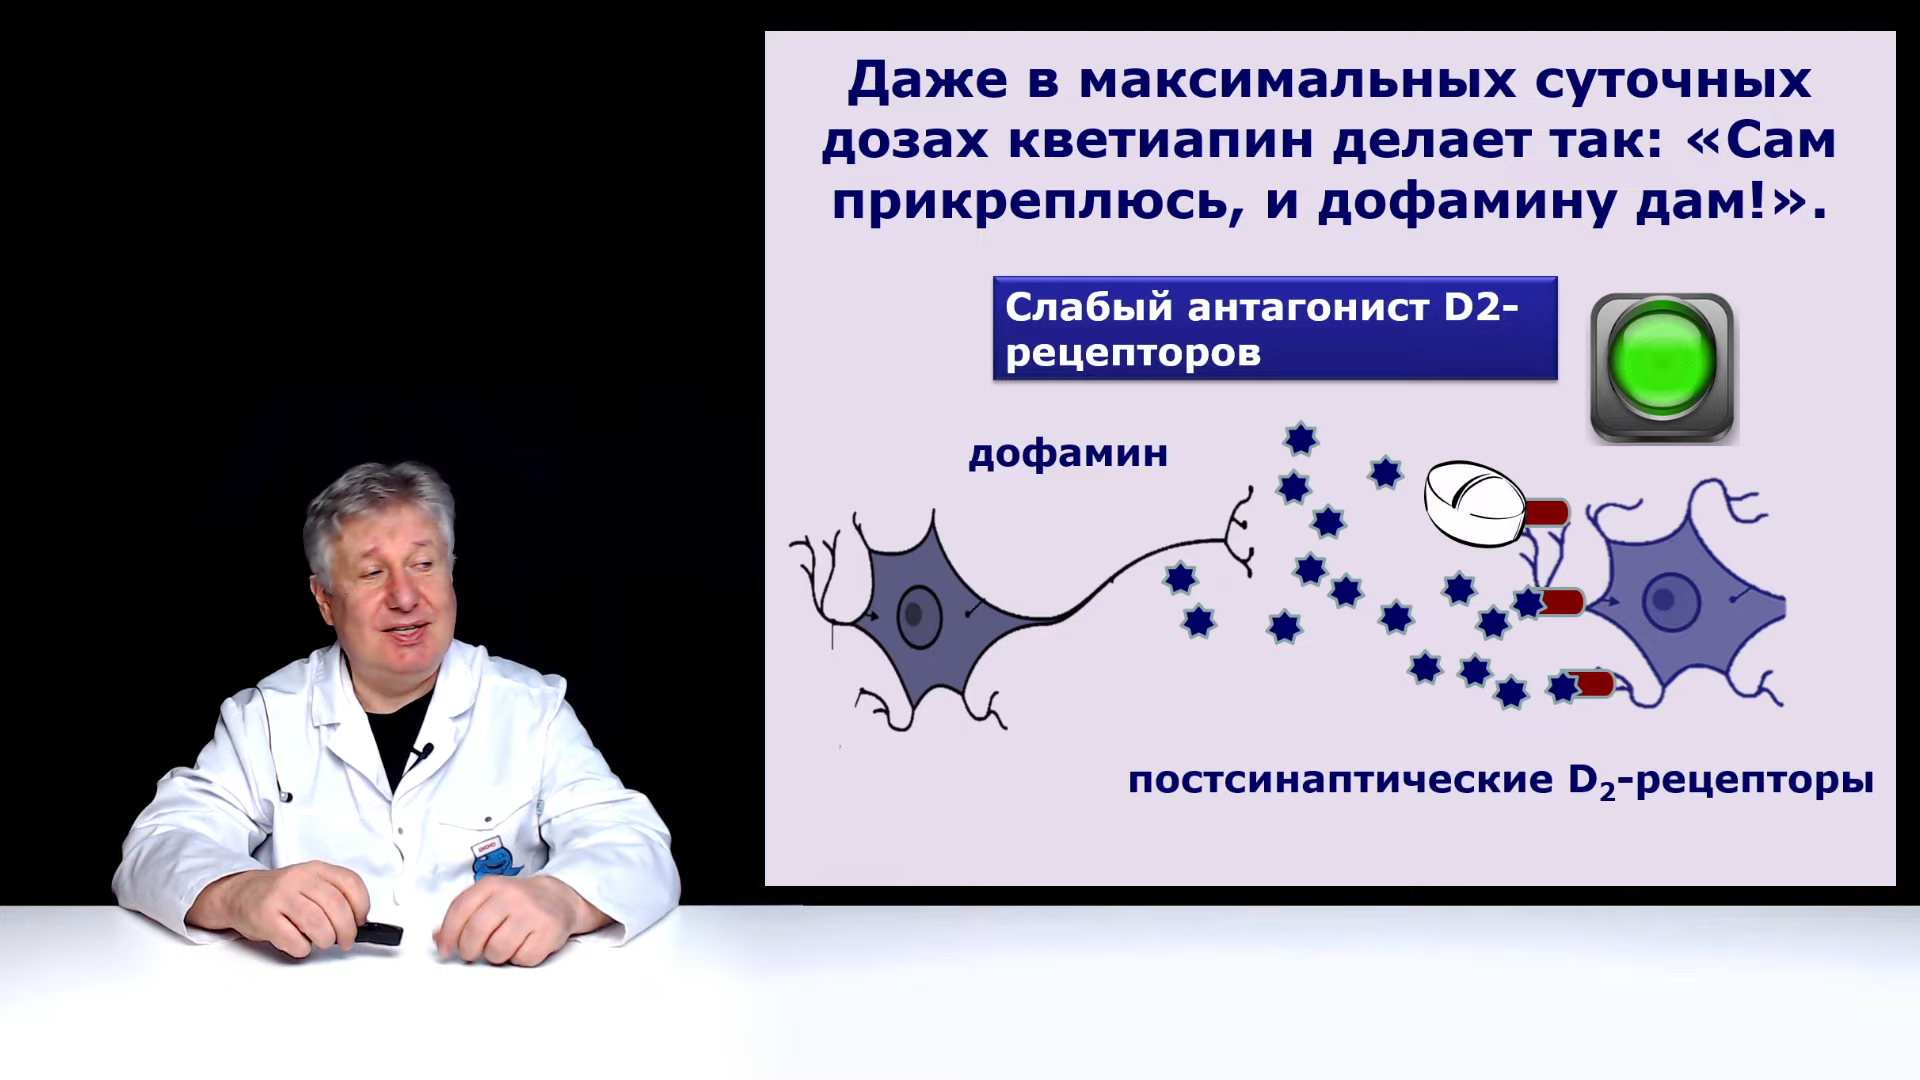 Даже в максимальных суточных
дозах кветиапин делает так: «Сам
прикреплюсь, и дофамину дам!».
Слабый антагонист D2-
рецепторов
дофамин
постсинаптические D₂-рецепторы